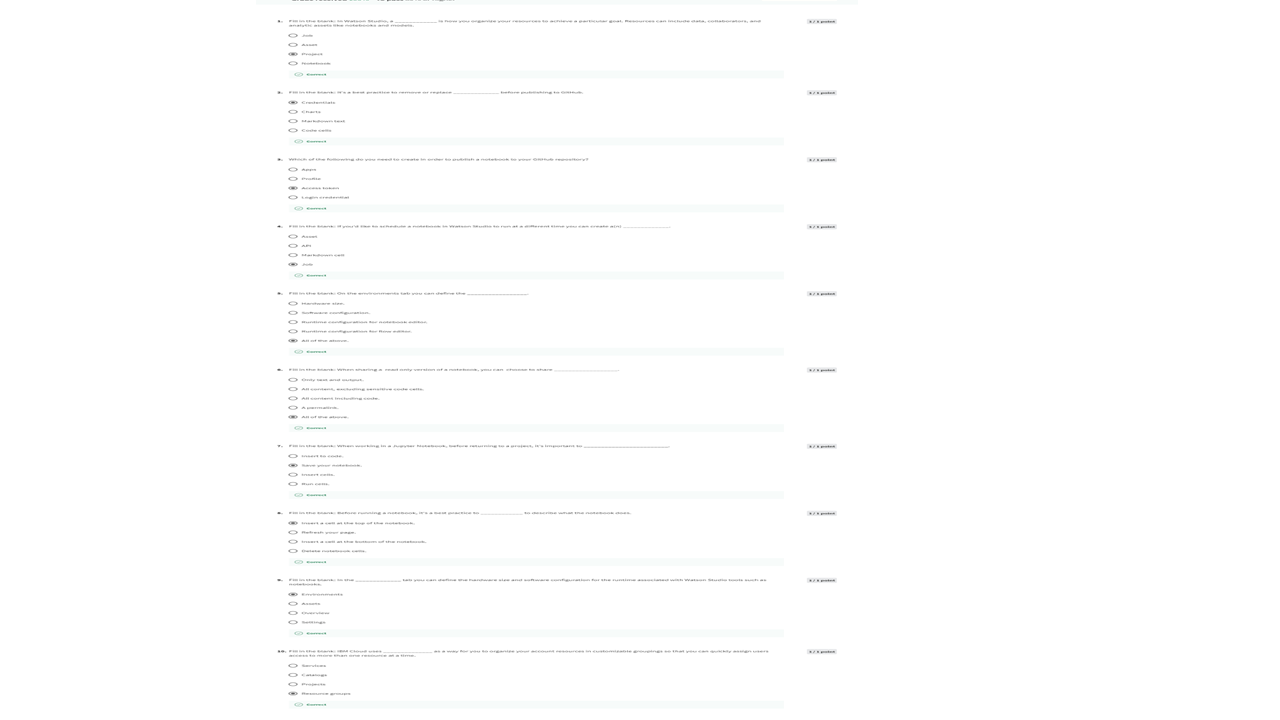 1. Fill in the blank: In Watson Studio, a ____________ is how you organize your resources to achieve a particular goal. Resources can include data, collaborators, and
analytic assets like notebooks and models.
1 / 1 point
Job
Asset
Project
Notebook
Correct
2. Fill in the blank: It's a best practice to remove or replace _____________ before publishing to GitHub.
1 / 1 point
Credentials
Charts
Markdown text
Code cells
Correct
3. Which of the following do you need to create in order to publish a notebook to your GitHub repository?
1 / 1 point
Apps
Profile
Access token
Login credential
Correct
4. Fill in the blank: If you'd like to schedule a notebook in Watson Studio to run at a different time you can create a(n) ______________.
1 / 1 point
Asset
API
Markdown cell
Job
Correct
5. Fill in the blank: On the environments tab you can define the __________________.
1 / 1 point
Hardware size.
Software configuration.
Runtime configuration for notebook editor.
Runtime configuration for flow editor.
All of the above.
Correct
6. Fill in the blank: When sharing a read only version of a notebook, you can choose to share ___________________.
1 / 1 point
Only text and output.
All content, excluding sensitive code cells.
All content including code.
A permalink.
All of the above.
Correct
7. Fill in the blank: When working in a Jupyter Notebook, before returning to a project, it's important to _________________________.
1 / 1 point
Insert to code.
Save your notebook.
Insert cells.
Run cells.
Correct
8. Fill in the blank: Before running a notebook, it's a best practice to ____________ to describe what the notebook does.
1 / 1 point
Insert a cell at the top of the notebook.
Refresh your page.
Insert a cell at the bottom of the notebook.
Delete notebook cells.
Correct
9. Fill in the blank: In the _____________ tab you can define the hardware size and software configuration for the runtime associated with Watson Studio tools such as
notebooks.
1 / 1 point
Environments
Assets
Overview
Settings
Correct
10. Fill in the blank: IBM Cloud uses ______________ as a way for you to organize your account resources in customizable groupings so that you can quickly assign users
access to more than one resource at a time.
1 / 1 point
Services
Catalogs
Projects
Resource groups
Correct